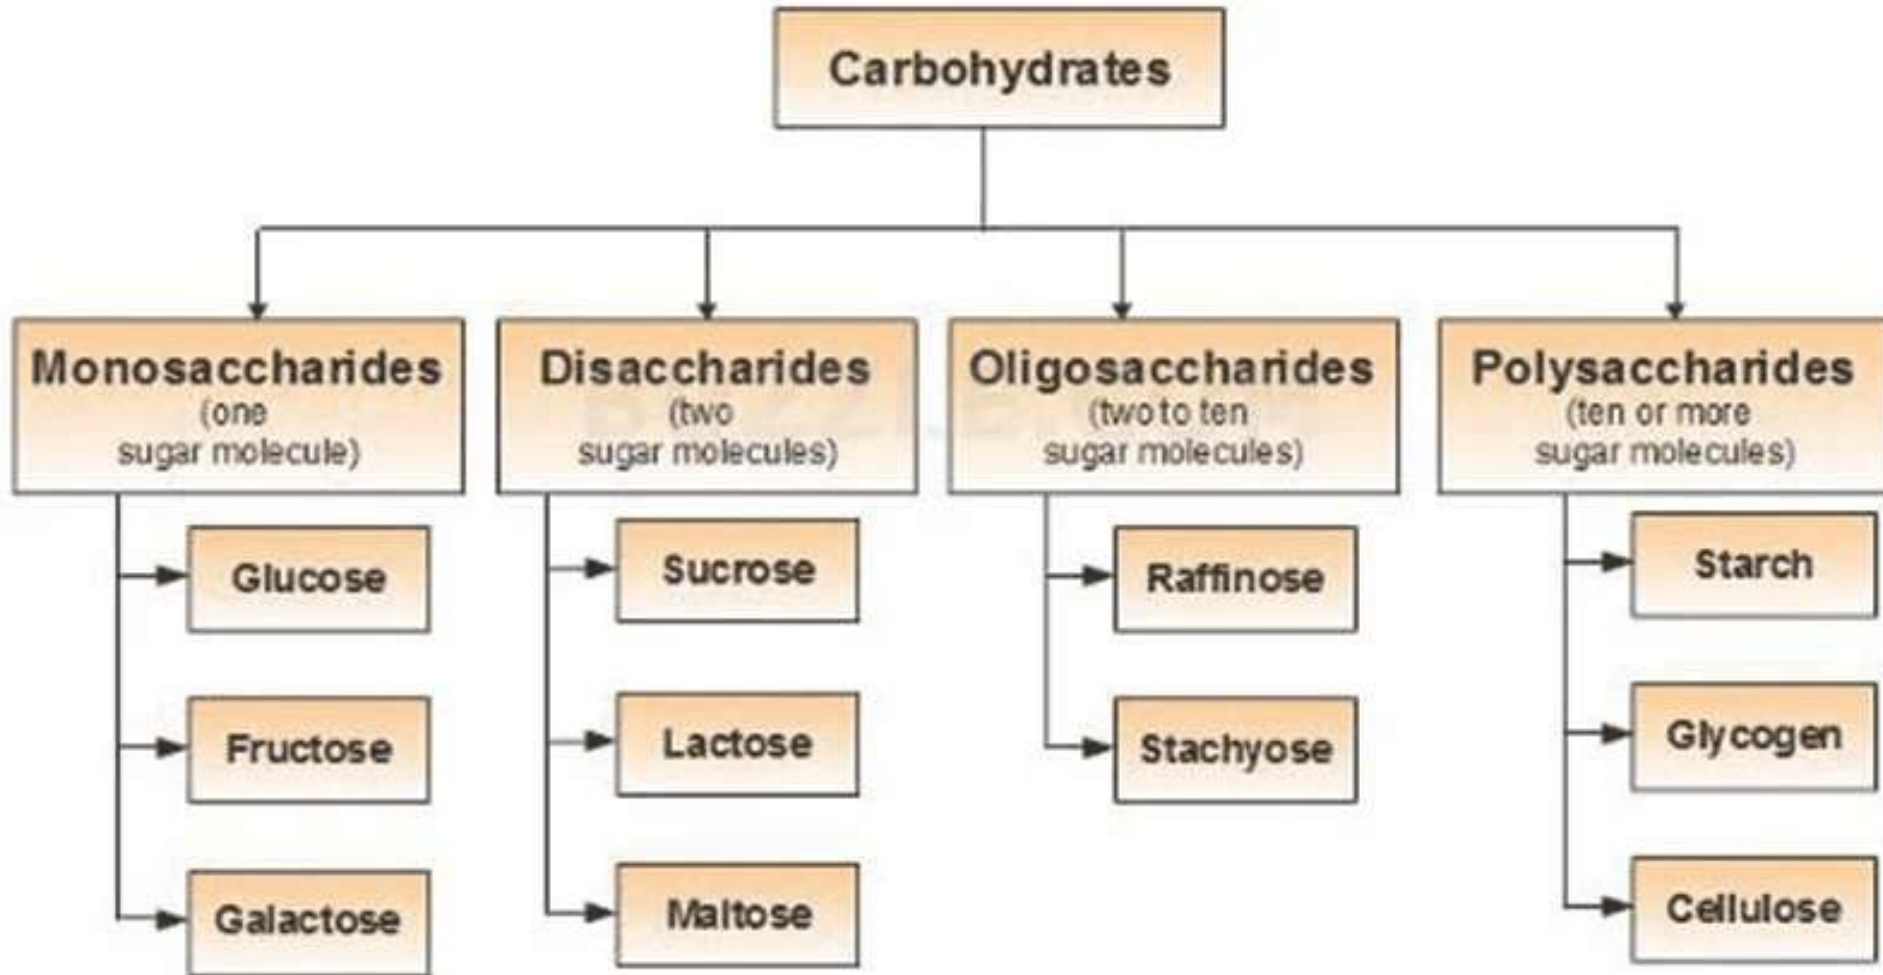 Carbohydrates
Monosaccharides
(one
sugar molecule)
Disaccharides
(two
sugar molecules)
Oligosaccharides
(two to ten
sugar molecules)
Polysaccharides
(ten or more
sugar molecules)
Glucose
Fructose
Galactose
Sucrose
Lactose
Maltose
Raffinose
Stachyose
Starch
Glycogen
Cellulose